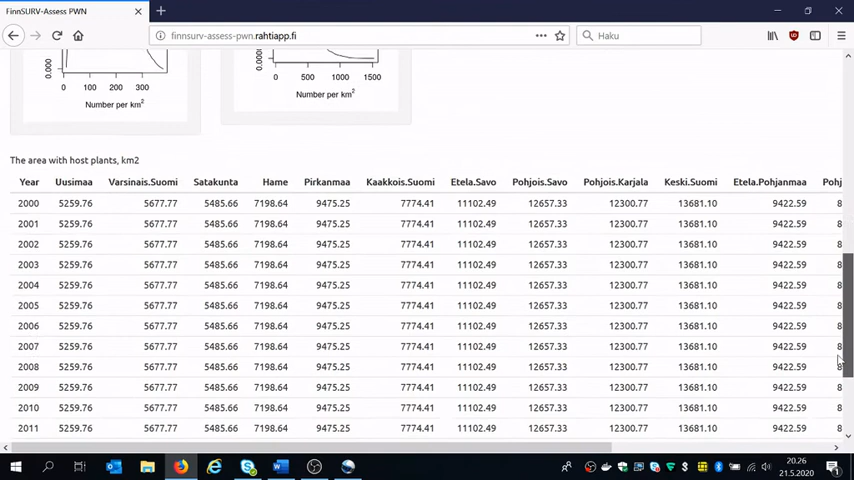 FinnSURV-Assess PWN
finnsurv-assess-pwn.rahtiapp.fi
Haku
0.000
0 100 200 300
Number per km2
0.000
0 500 1000 1500
Number per km2
The area with host plants, km2
Year Uusimaa Varsinais.Suomi Satakunta Hame Pirkanmaa Kaakkois.Suomi Etela.Savo Pohjois.Savo Pohjois.Karjala Keski.Suomi Etela.Pohjanmaa Pohj
2000 5259.76 5677.77 5485.66 7198.64 9475.25 7774.41 11102.49 12657.33 12300.77 13681.10 9422.59 8
2001 5259.76 5677.77 5485.66 7198.64 9475.25 7774.41 11102.49 12657.33 12300.77 13681.10 9422.59 8
2002 5259.76 5677.77 5485.66 7198.64 9475.25 7774.41 11102.49 12657.33 12300.77 13681.10 9422.59 8
2003 5259.76 5677.77 5485.66 7198.64 9475.25 7774.41 11102.49 12657.33 12300.77 13681.10 9422.59 8
2004 5259.76 5677.77 5485.66 7198.64 9475.25 7774.41 11102.49 12657.33 12300.77 13681.10 9422.59 8
2005 5259.76 5677.77 5485.66 7198.64 9475.25 7774.41 11102.49 12657.33 12300.77 13681.10 9422.59 8
2006 5259.76 5677.77 5485.66 7198.64 9475.25 7774.41 11102.49 12657.33 12300.77 13681.10 9422.59 8
2007 5259.76 5677.77 5485.66 7198.64 9475.25 7774.41 11102.49 12657.33 12300.77 13681.10 9422.59 8
2008 5259.76 5677.77 5485.66 7198.64 9475.25 7774.41 11102.49 12657.33 12300.77 13681.10 9422.59 8
2009 5259.76 5677.77 5485.66 7198.64 9475.25 7774.41 11102.49 12657.33 12300.77 13681.10 9422.59 8
2010 5259.76 5677.77 5485.66 7198.64 9475.25 7774.41 11102.49 12657.33 12300.77 13681.10 9422.59 8
2011 5259.76 5677.77 5485.66 7198.64 9475.25 7774.41 11102.49 12657.33 12300.77 13681.10 9422.59 8
20.26
21.5.2020